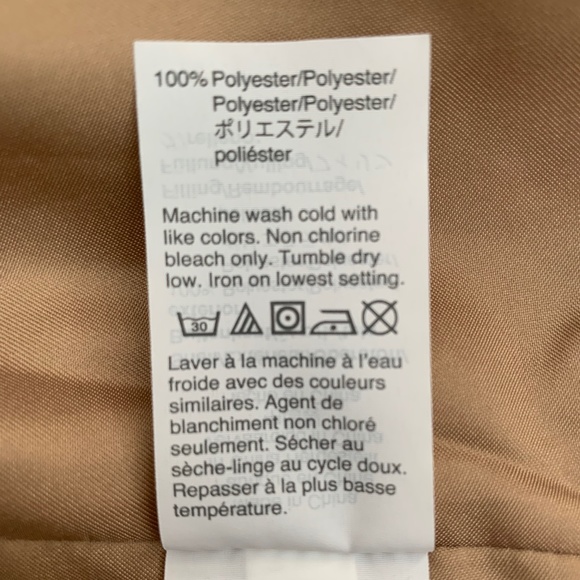 100% Polyester/Polyester/
Polyester/Polyester/
ポリエステル/
poliéster
Machine wash cold with
like colors. Non chlorine
bleach only. Tumble dry
low. Iron on lowest setting.
30
Laver à la machine à l'eau
froide avec des couleurs
similaires. Agent de
blanchiment non chloré
seulement. Sécher au
sèche-linge au cycle doux.
Repasser à la plus basse
température.